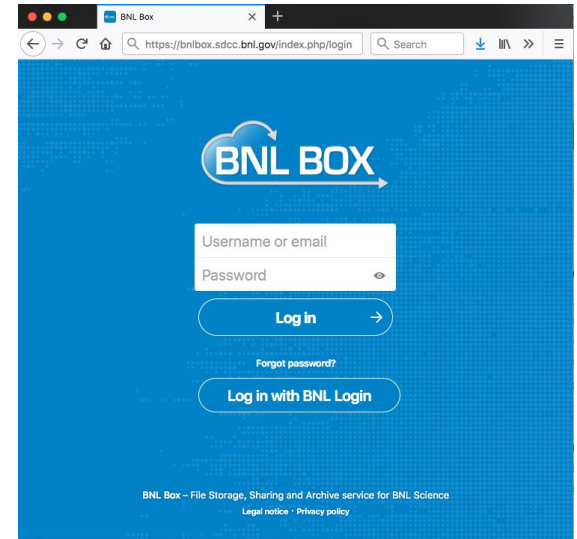 BNL Box
https://bnlbox.sdcc.bnl.gov/index.php/login Search
BNL BOX
Username or email
Password
Log in
Forgot password?
Log in with BNL Login
BNL Box – File Storage, Sharing and Archive service for BNL Science
Legal notice · Privacy policy